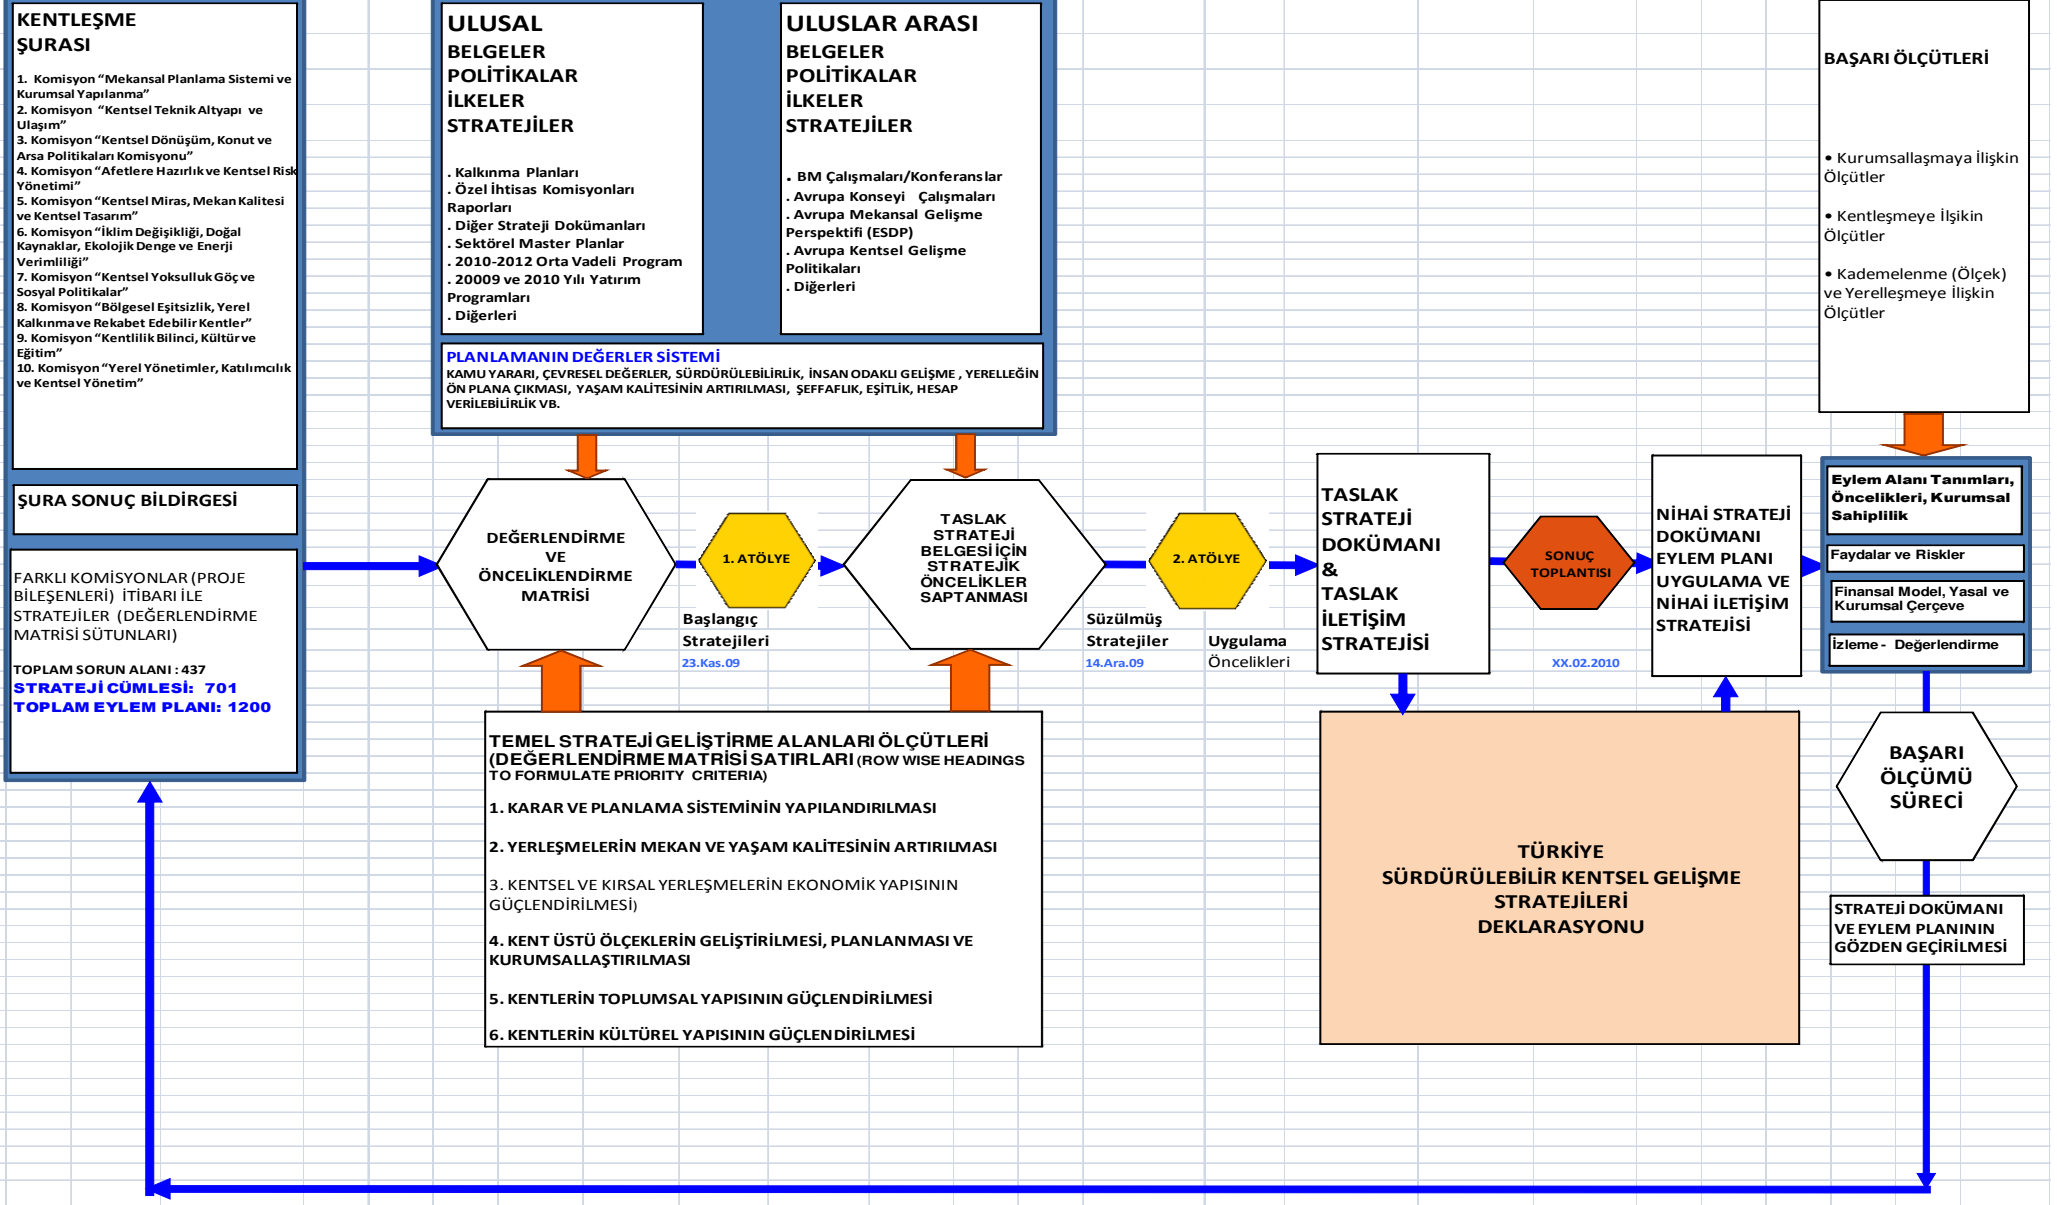 KENTLEŞME
ŞURASI
1. Komisyon “Mekansal Planlama Sistemi ve
Kurumsal Yapılanma”
2. Komisyon “Kentsel Teknik Altyapı ve
Ulaşım”
3. Komisyon “Kentsel Dönüşüm, Konut ve
Arsa Politikaları Komisyonu”
4. Komisyon “Afetlere Hazırlık ve Kentsel Risk
Yönetimi”
5. Komisyon “Kentsel Miras, Mekan Kalitesi
ve Kentsel Tasarım”
6. Komisyon “İklim Değişikliği, Doğal
Kaynaklar, Ekolojik Denge ve Enerji
Verimliliği”
7. Komisyon “Kentsel Yoksulluk Göç ve
Sosyal Politikalar”
8. Komisyon “Bölgesel Eşitsizlik, Yerel
Kalkınma ve Rekabet Edebilir Kentler”
9. Komisyon “Kentlilik Bilinci, Kültür ve
Eğitim”
10. Komisyon “Yerel Yönetimler, Katılımcılık
ve Kentsel Yönetim”
ŞURA SONUÇ BİLDİRGESİ
FARKLI KOMİSYONLAR (PROJE
BİLEŞENLERİ) İTİBARI İLE
STRATEJİLER (DEĞERLENDİRME
MATRİSİ SÜTUNLARI)
TOPLAM SORUN ALANI : 437
STRATEJİ CÜMLESİ: 701
TOPLAM EYLEM PLANI: 1200
ULUSAL
BELGELER
POLİTİKALAR
İLKELER
STRATEJİLER
. Kalkınma Planları
. Özel İhtisas Komisyonları
Raporları
. Diğer Strateji Dokümanları
. Sektörel Master Planlar
. 2010-2012 Orta Vadeli Program
. 20009 ve 2010 Yılı Yatırım
Programları
. Diğerleri
ULUSLAR ARASI
BELGELER
POLİTİKALAR
İLKELER
STRATEJİLER
. BM Çalışmaları/Konferanslar
. Avrupa Konseyi Çalışmaları
. Avrupa Mekansal Gelişme
Perspektifi (ESDP)
. Avrupa Kentsel Gelişme
Politikaları
. Diğerleri
PLANLAMANIN DEĞERLER SİSTEMİ
KAMU YARARI, ÇEVRESEL DEĞERLER, SÜRDÜRÜLEBİLİRLİK, İNSAN ODAKLI GELİŞME , YERELLEĞİN
ÖN PLANA ÇIKMASI, YAŞAM KALİTESİNİN ARTIRILMASI, ŞEFFAFLIK, EŞİTLİK, HESAP
VERİLEBİLİRLİK VB.
DEĞERLENDİRME
VE
ÖNCELİKLENDİRME
MATRİSİ
1. ATÖLYE
Başlangıç
Stratejileri
23.Kas.09
TASLAK
STRATEJİ
BELGESİ İÇİN
STRATEJİK
ÖNCELİKLER
SAPTANMASI
2. ATÖLYE
Süzülmüş
Stratejiler
14.Ara.09
Uygulama
Öncelikleri
TASLAK
STRATEJİ
DOKÜMANI
&
TASLAK
İLETİŞİM
STRATEJİSİ
SONUÇ
TOPLANTISI
XX.02.2010
NİHAİ STRATEJİ
DOKÜMANI
EYLEM PLANI
UYGULAMA VE
NİHAİ İLETİŞİM
STRATEJİSİ
TEMEL STRATEJİ GELİŞTİRME ALANLARI ÖLÇÜTLERİ
(DEĞERLENDİRME MATRİSİ SATIRLARI (ROW WISE HEADINGS
TO FORMULATE PRIORITY CRITERIA)
1. KARAR VE PLANLAMA SİSTEMİNİN YAPILANDIRILMASI
2. YERLEŞMELERİN MEKAN VE YAŞAM KALİTESİNİN ARTIRILMASI
3. KENTSEL VE KIRSAL YERLEŞMELERİN EKONOMİK YAPISININ
GÜÇLENDİRİLMESİ)
4. KENT ÜSTÜ ÖLÇEKLERİN GELİŞTİRİLMESİ, PLANLANMASI VE
KURUMSALLAŞTIRILMASI
5. KENTLERİN TOPLUMSAL YAPISININ GÜÇLENDİRİLMESİ
6. KENTLERİN KÜLTÜREL YAPISININ GÜÇLENDİRİLMESİ
TÜRKİYE
SÜRDÜRÜLEBİLİR KENTSEL GELİŞME
STRATEJİLERİ
DEKLARASYONU
BAŞARI ÖLÇÜTLERİ
• Kurumsallaşmaya İlişkin
Ölçütler
• Kentleşmeye İlşikin
Ölçütler
• Kademelenme (Ölçek)
ve Yerelleşmeye İlişkin
Ölçütler
Eylem Alanı Tanımları,
Öncelikleri, Kurumsal
Sahiplilik
Faydalar ve Riskler
Finansal Model, Yasal ve
Kurumsal Çerçeve
İzleme - Değerlendirme
BAŞARI
ÖLÇÜMÜ
SÜRECİ
STRATEJİ DOKÜMANI
VE EYLEM PLANININ
GÖZDEN GEÇİRİLMESİ